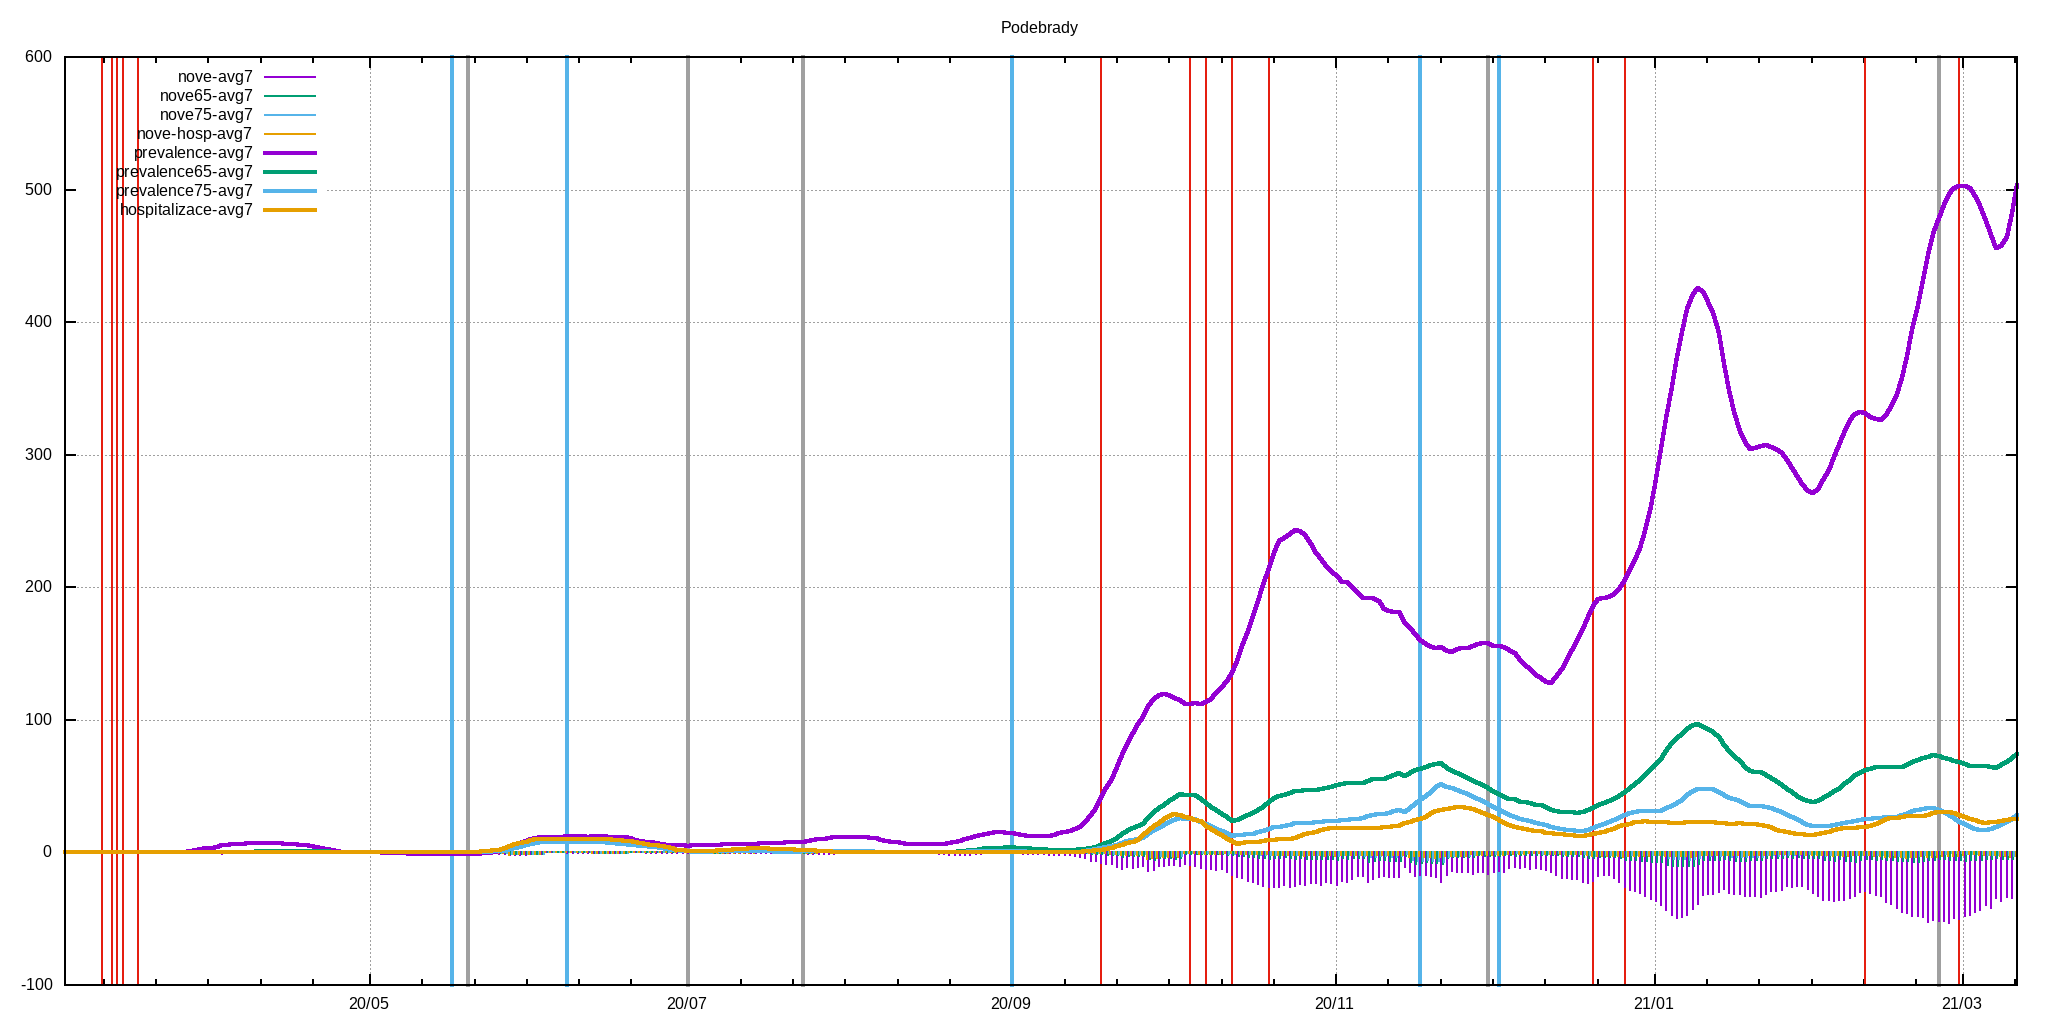 Podebrady
600
500
400
300
200
100
0
-100
nove-avg7
nove65-avg7
nove75-avg7
nove-hosp-avg7
prevalence-avg7
prevalence65-avg7
prevalence75-avg7
hospitalizace-avg7
20/05 20/07 20/09 20/11 21/01 21/03